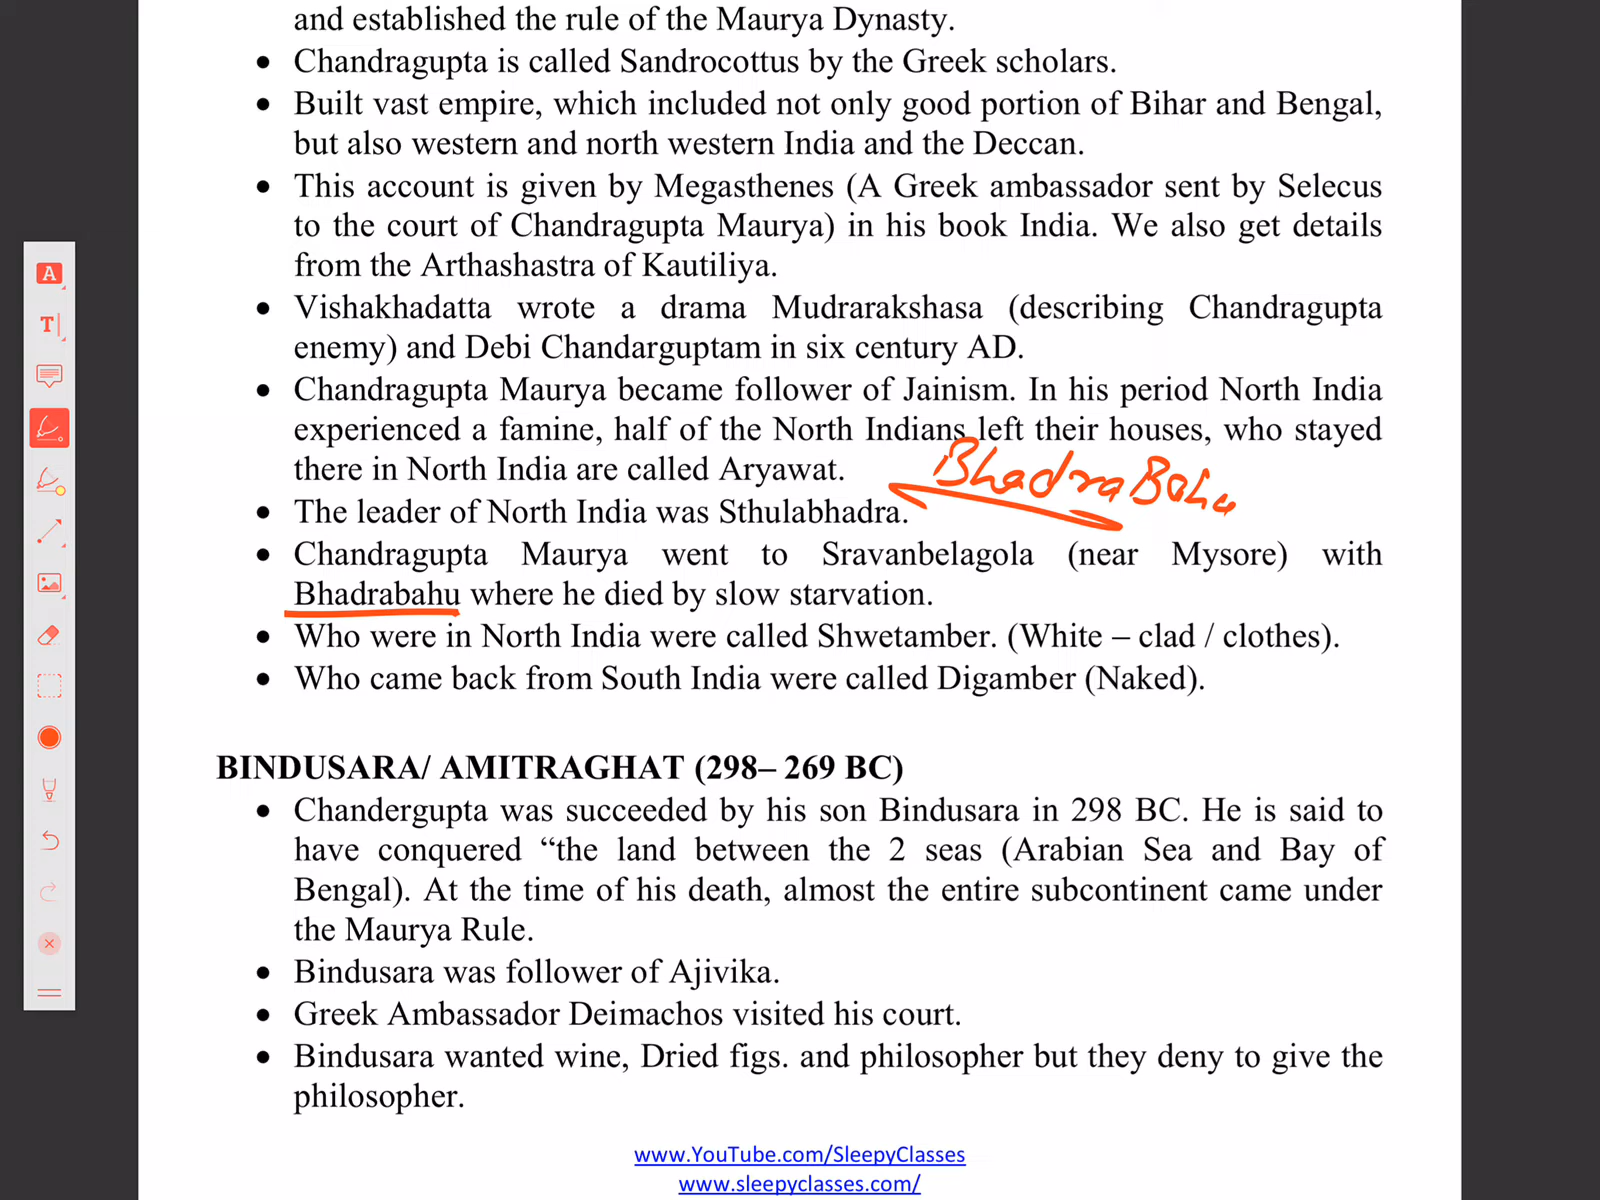 and established the rule of the Maurya Dynasty.
• Chandragupta is called Sandrocottus by the Greek scholars.
• Built vast empire, which included not only good portion of Bihar and Bengal,
but also western and north western India and the Deccan.
• This account is given by Megasthenes (A Greek ambassador sent by Selecus
to the court of Chandragupta Maurya) in his book India. We also get details
from the Arthashastra of Kautiliya.
• Vishakhadatta wrote a drama Mudrarakshasa (describing Chandragupta
enemy) and Debi Chandarguptam in six century AD.
• Chandragupta Maurya became follower of Jainism. In his period North India
experienced a famine, half of the North Indians left their houses, who stayed
there in North India are called Aryawat.
BhadraBahu
• The leader of North India was Sthulabhadra.
• Chandragupta Maurya went to Sravanbelagola (near Mysore) with
Bhadrabahu where he died by slow starvation.
• Who were in North India were called Shwetamber. (White – clad / clothes).
• Who came back from South India were called Digamber (Naked).
BINDUSARA/ AMITRAGHAT (298– 269 BC)
• Chandergupta was succeeded by his son Bindusara in 298 BC. He is said to
have conquered “the land between the 2 seas (Arabian Sea and Bay of
Bengal). At the time of his death, almost the entire subcontinent came under
the Maurya Rule.
• Bindusara was follower of Ajivika.
• Greek Ambassador Deimachos visited his court.
• Bindusara wanted wine, Dried figs. and philosopher but they deny to give the
philosopher.
www.YouTube.com/SleepyClasses
www.sleepyclasses.com/
A
T